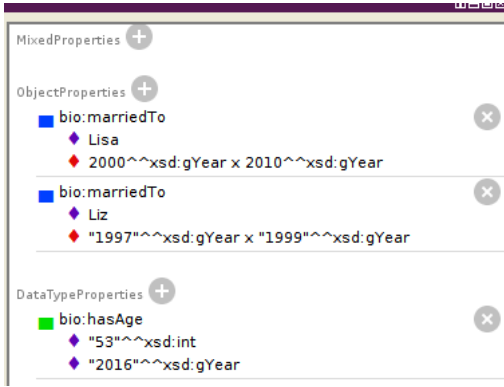 MixedProperties
ObjectProperties
bio:marriedTo
Lisa
2000^^xsd:gYear x 2010^^xsd:gYear
bio:marriedTo
Liz
"1997"^^xsd:gYear x "1999"^^xsd:gYear
DataTypeProperties
bio:hasAge
"53"^^xsd:int
"2016"^^xsd:gYear